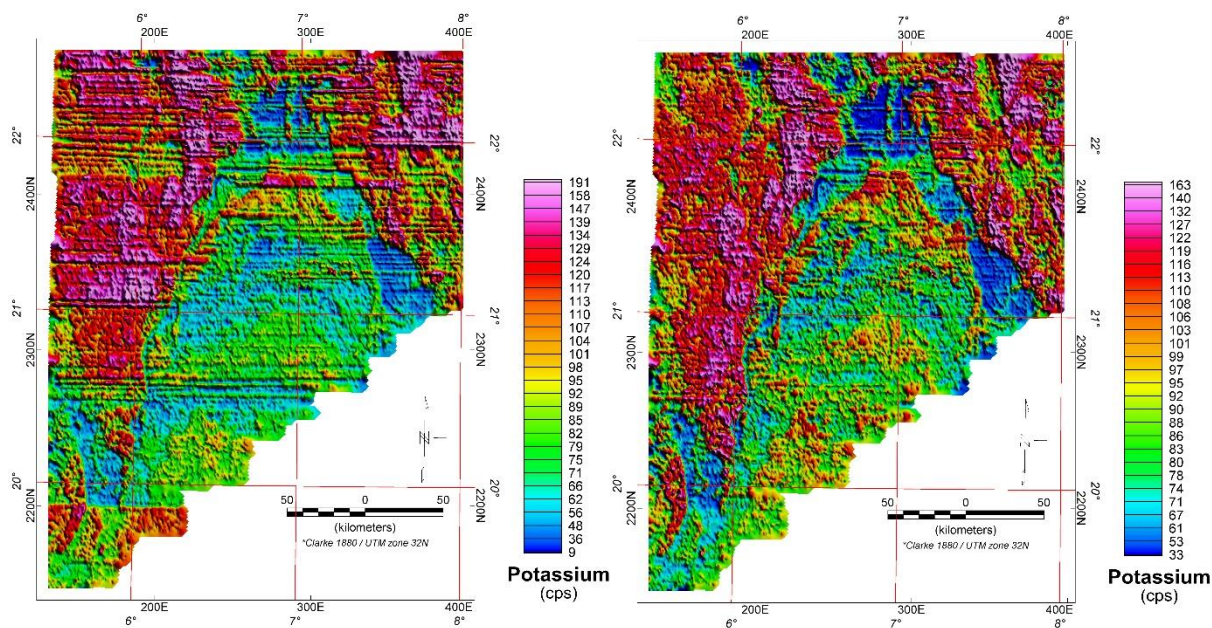 6° 7° 8°
200E 300E 400E
22° 22°
2400N 2400N
21° 21°
2300N 2300N
20° 20°
2200N 2200N
50 0 50
(kilometers)
*Clarke 1880 / UTM zone 32N
200E 300E 400E
6° 7° 8°
191
158
147
139
134
129
124
120
117
113
110
107
104
101
98
95
92
89
85
82
79
75
71
66
62
56
48
36
9
Potassium
(cps)
6° 7° 8°
200E 300E 400E
22° 22°
2400N 2400N
21° 21°
2300N 2300N
20° 20°
2200N 2200N
50 0 50
(kilometers)
*Clarke 1880 / UTM zone 32N
200E 300E 400E
6° 7° 8°
163
140
132
127
122
119
116
113
110
108
106
103
101
99
97
95
92
90
88
86
83
80
78
74
71
67
61
53
33
Potassium
(cps)